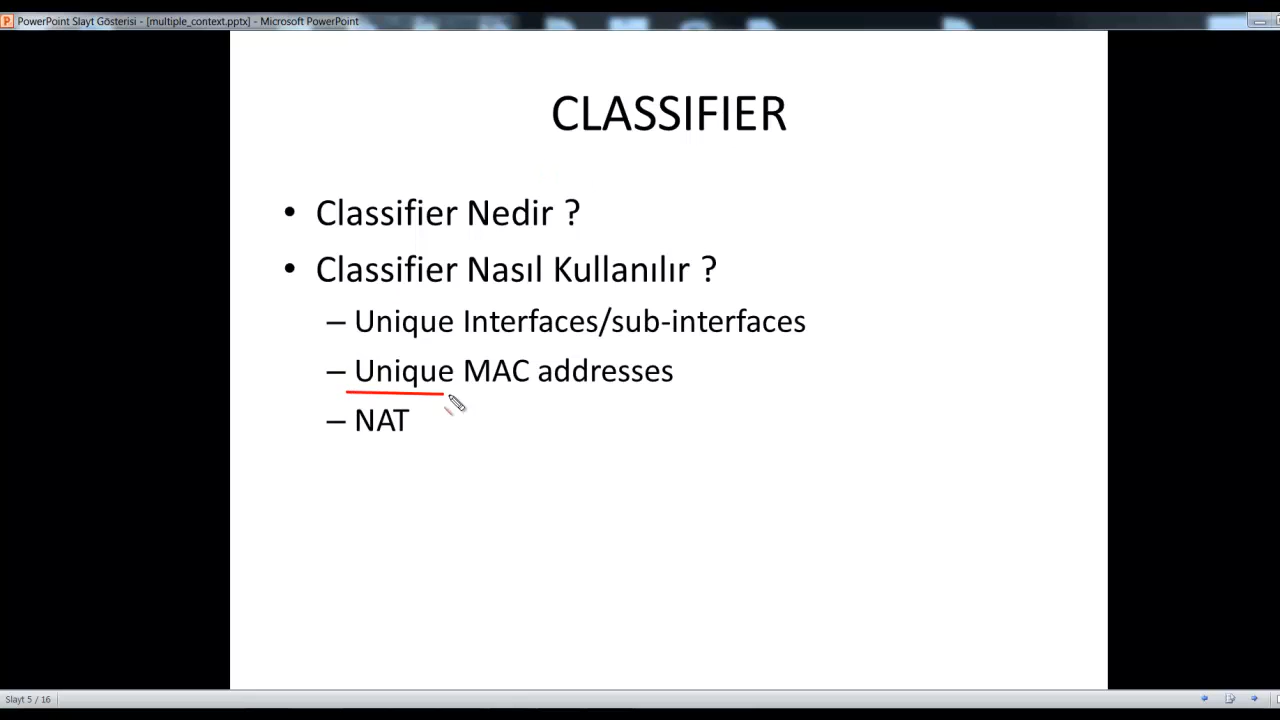 PowerPoint Slayt Gösterisi - [multiple_context.pptx] - Microsoft PowerPoint
CLASSIFIER
• Classifier Nedir ?
• Classifier Nasıl Kullanılır ?
– Unique Interfaces/sub-interfaces
– Unique MAC addresses
– NAT
Slayt 5 / 16